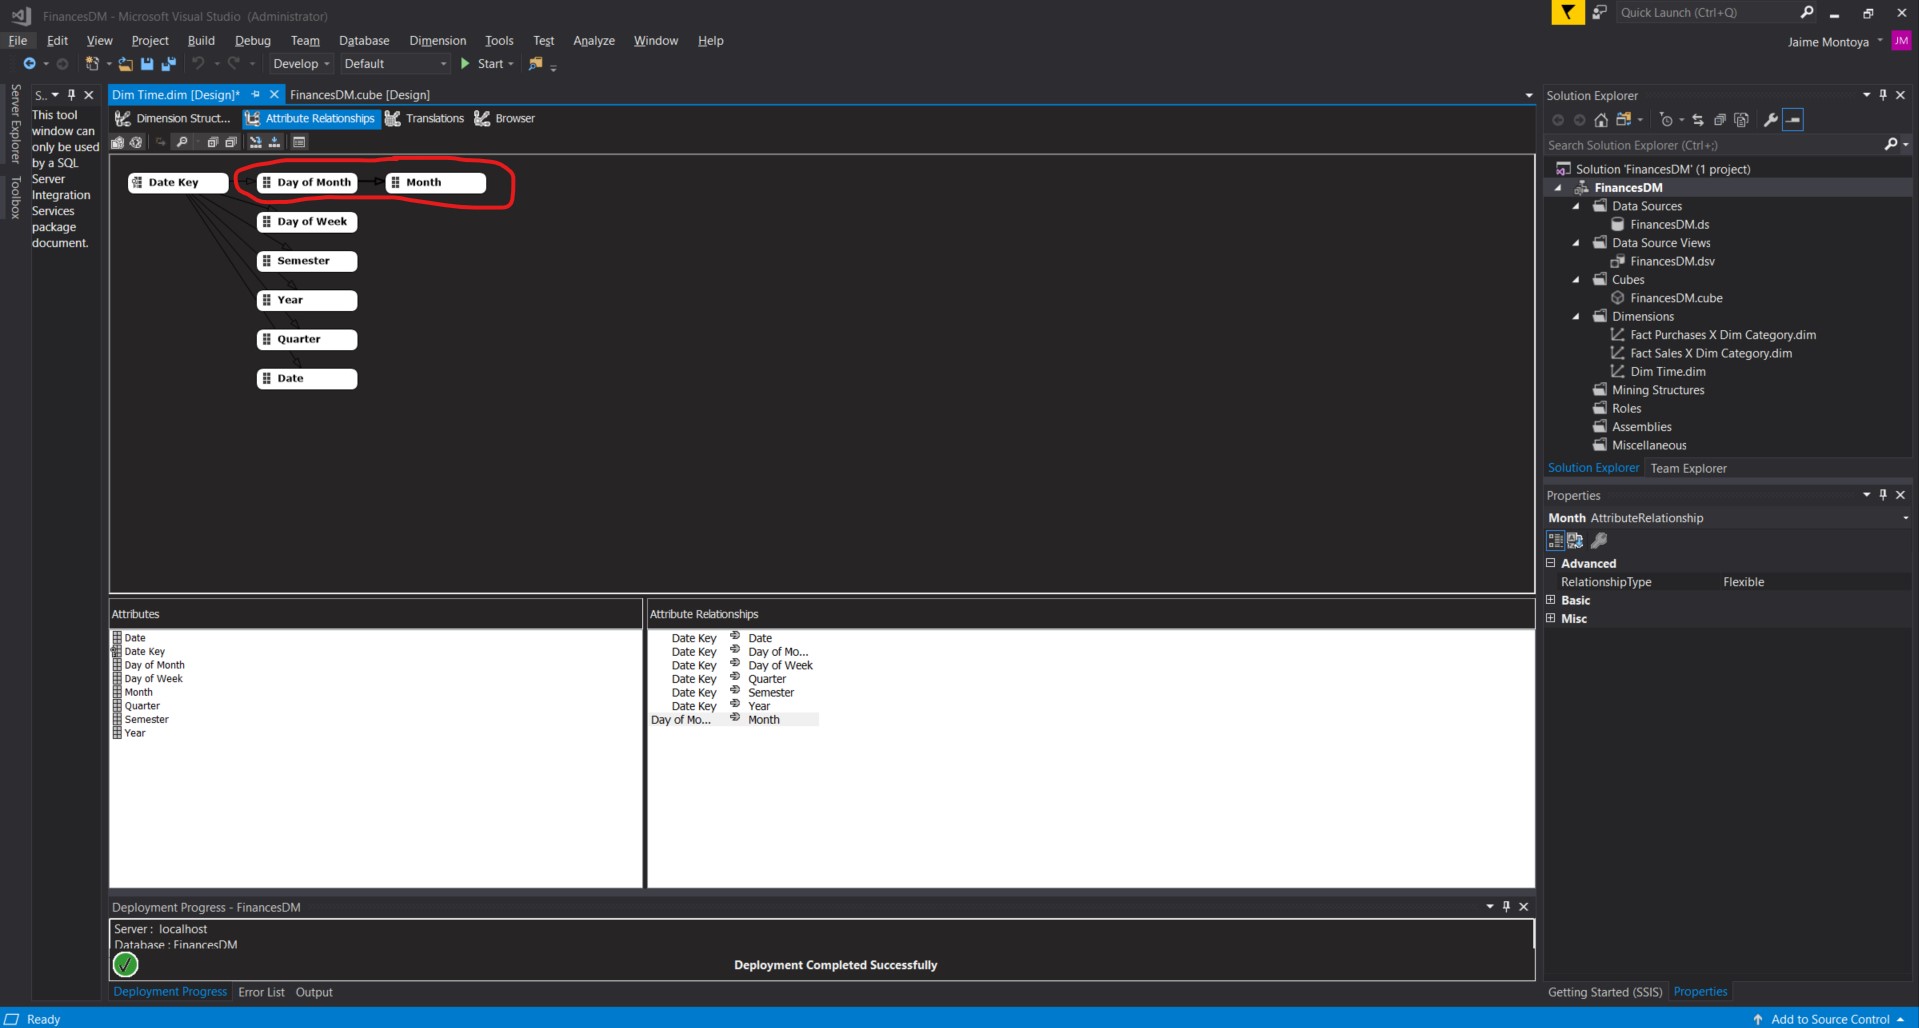 FinancesDM - Microsoft Visual Studio (Administrator)
Quick Launch (Ctrl+Q)
File Edit View Project Build Debug Team Database Dimension Tools Test Analyze Window Help
Jaime Montoya JM
Develop Default Start
Server Explorer
Toolbox
S..
This tool
window can
only be used
by a SQL
Server
Integration
Services
package
document.
Dim Time.dim [Design]* FinancesDM.cube [Design]
Dimension Struct... Attribute Relationships Translations Browser
Date Key Day of Month Month
Day of Week
Semester
Year
Quarter
Date
Attributes
Date
Date Key
Day of Month
Day of Week
Month
Quarter
Semester
Year
Attribute Relationships
Date Key Date
Date Key Day of Mo...
Date Key Day of Week
Date Key Quarter
Date Key Semester
Date Key Year
Day of Mo... Month
Deployment Progress - FinancesDM
Server : localhost
Database : FinancesDM
Deployment Completed Successfully
Deployment Progress Error List Output
Solution Explorer
Search Solution Explorer (Ctrl+;)
Solution 'FinancesDM' (1 project)
FinancesDM
Data Sources
FinancesDM.ds
Data Source Views
FinancesDM.dsv
Cubes
FinancesDM.cube
Dimensions
Fact Purchases X Dim Category.dim
Fact Sales X Dim Category.dim
Dim Time.dim
Mining Structures
Roles
Assemblies
Miscellaneous
Solution Explorer Team Explorer
Properties
Month AttributeRelationship
Advanced
RelationshipType Flexible
Basic
Misc
Getting Started (SSIS) Properties
Ready
Add to Source Control